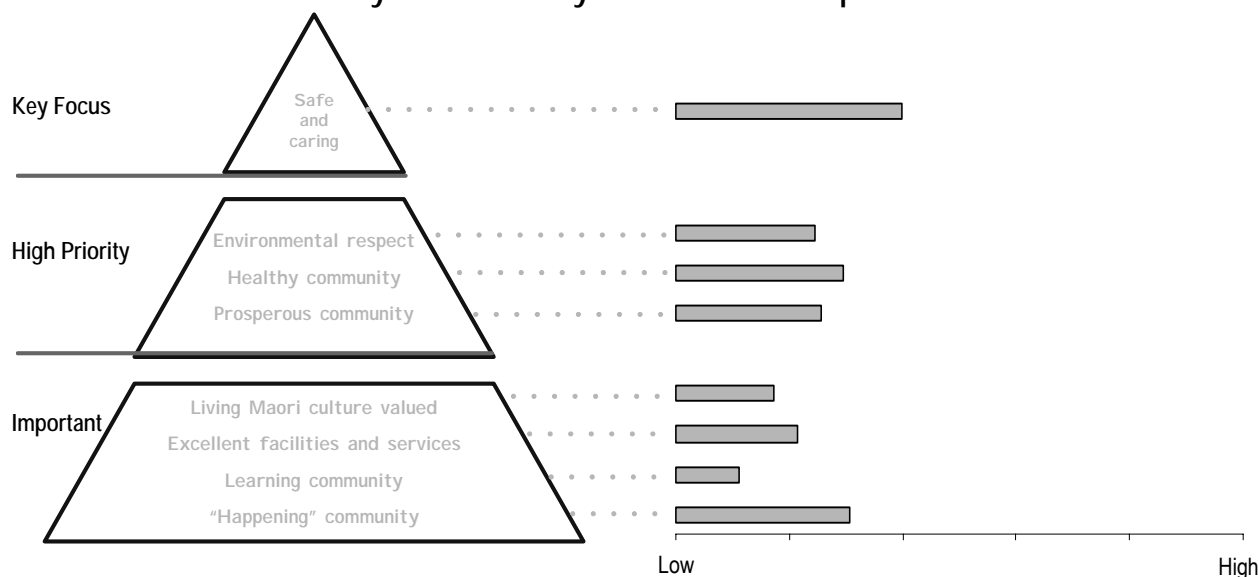 Key Focus
Safe
and
caring
High Priority
Environmental respect
Healthy community
Prosperous community
Important
Living Maori culture valued
Excellent facilities and services
Learning community
“Happening” community
Low
High